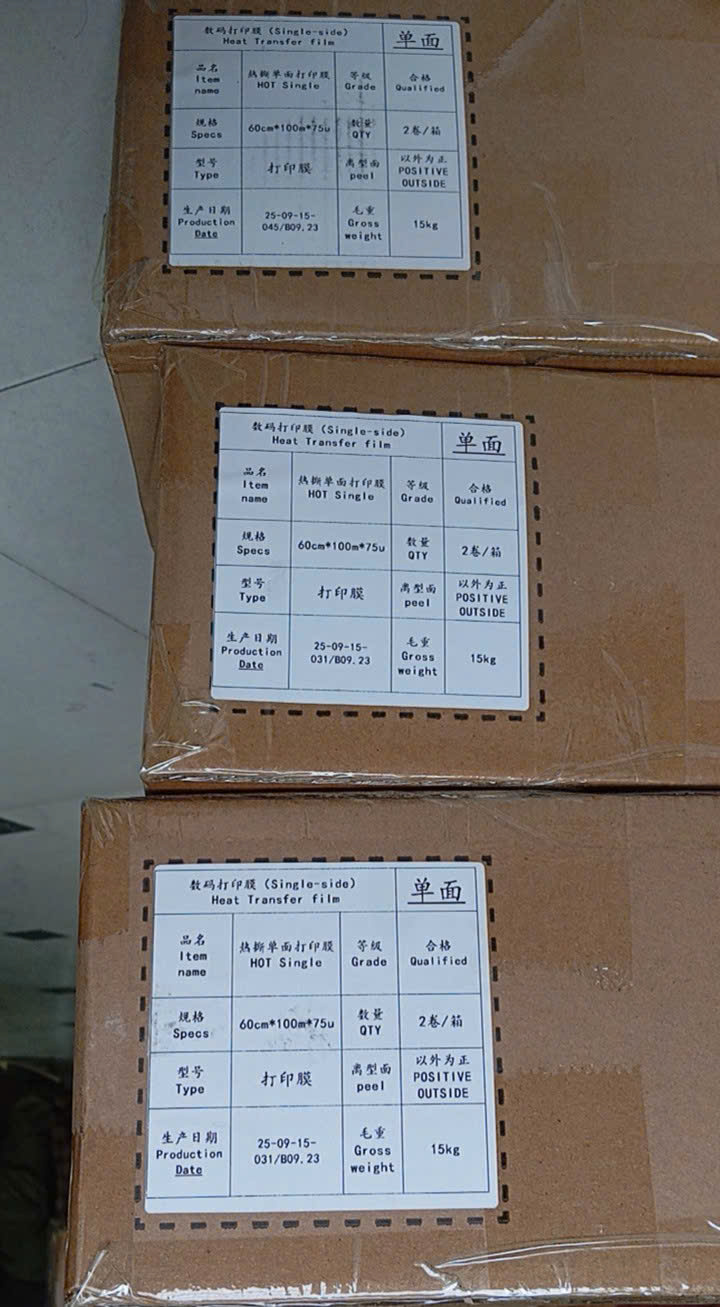 数码打印膜 (Single-side)
Heat Transfer film
单面
品名
Item
name
热撕单面打印膜
HOT Single
等级
Grade
合格
Qualified
规格
Specs
60cm*100m*75u
数量
QTY
2卷/箱
型号
Type
打印膜
离型面
peel
以外为正
POSITIVE
OUTSIDE
生产日期
Production
Date
25-09-15-
045/B09.23
毛重
Gross
weight
15kg
数码打印膜 (Single-side)
Heat Transfer film
单面
品名
Item
name
热撕单面打印膜
HOT Single
等级
Grade
合格
Qualified
规格
Specs
60cm*100m*75u
数量
QTY
2卷/箱
型号
Type
打印膜
离型面
peel
以外为正
POSITIVE
OUTSIDE
生产日期
Production
Date
25-09-15-
031/B09.23
毛重
Gross
weight
15kg
数码打印膜 (Single-side)
Heat Transfer film
单面
品名
Item
name
热撕单面打印膜
HOT Single
等级
Grade
合格
Qualified
规格
Specs
60cm*100m*75u
数量
QTY
2卷/箱
型号
Type
打印膜
离型面
peel
以外为正
POSITIVE
OUTSIDE
生产日期
Production
Date
25-09-15-
031/B09.23
毛重
Gross
weight
15kg